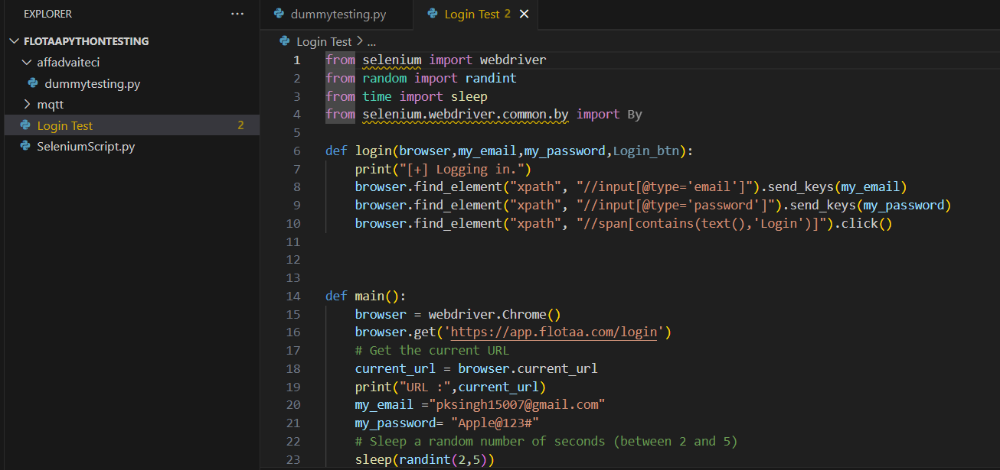 EXPLORER ...
FLOTAAPYTHONTESTING
affadvaiteci
dummytesting.py
mqtt
Login Test 2
SeleniumScript.py
dummytesting.py Login Test 2
Login Test > ...
1 from selenium import webdriver
2 from random import randint
3 from time import sleep
4 from selenium.webdriver.common.by import By
5
6 def login(browser,my_email,my_password,Login_btn):
7     print("[+] Logging in.")
8     browser.find_element("xpath", "//input[@type='email']").send_keys(my_email)
9     browser.find_element("xpath", "//input[@type='password']").send_keys(my_password)
10     browser.find_element("xpath", "//span[contains(text(),'Login')]").click()
11
12
13
14 def main():
15     browser = webdriver.Chrome()
16     browser.get('https://app.flotaa.com/login')
17     # Get the current URL
18     current_url = browser.current_url
19     print("URL :",current_url)
20     my_email ="pksingh15007@gmail.com"
21     my_password= "Apple@123#"
22     # Sleep a random number of seconds (between 2 and 5)
23     sleep(randint(2,5))